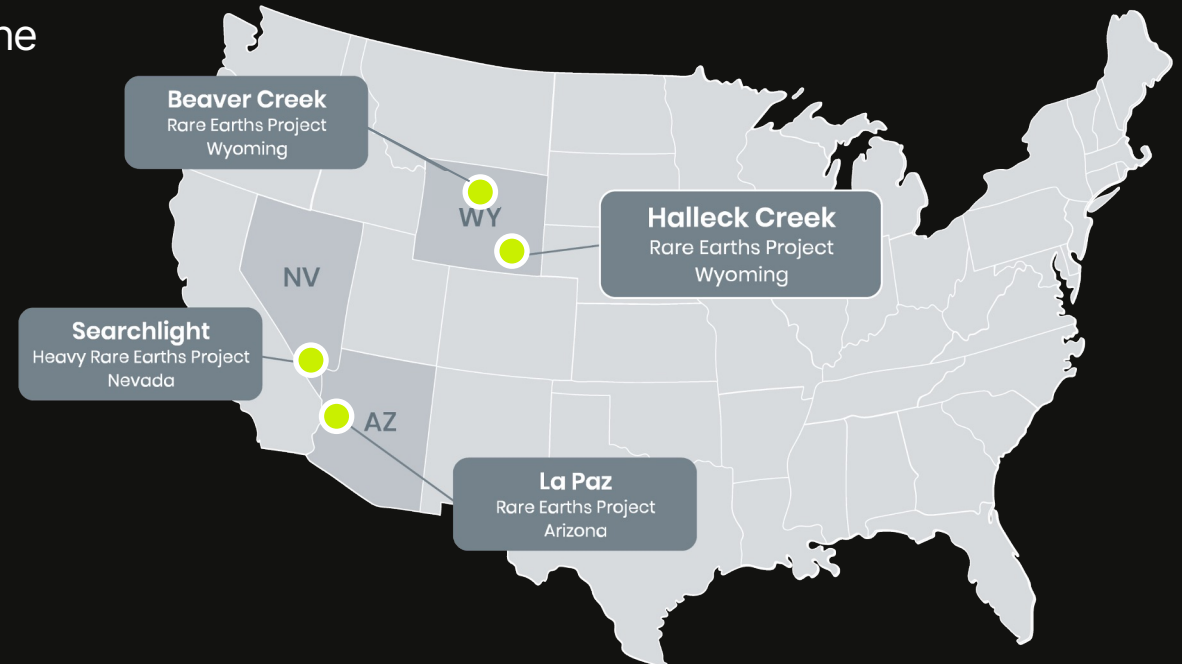 Beaver Creek
Rare Earths Project
Wyoming
WY
Halleck Creek
Rare Earths Project
Wyoming
NV
Searchlight
Heavy Rare Earths Project
Nevada
AZ
La Paz
Rare Earths Project
Arizona